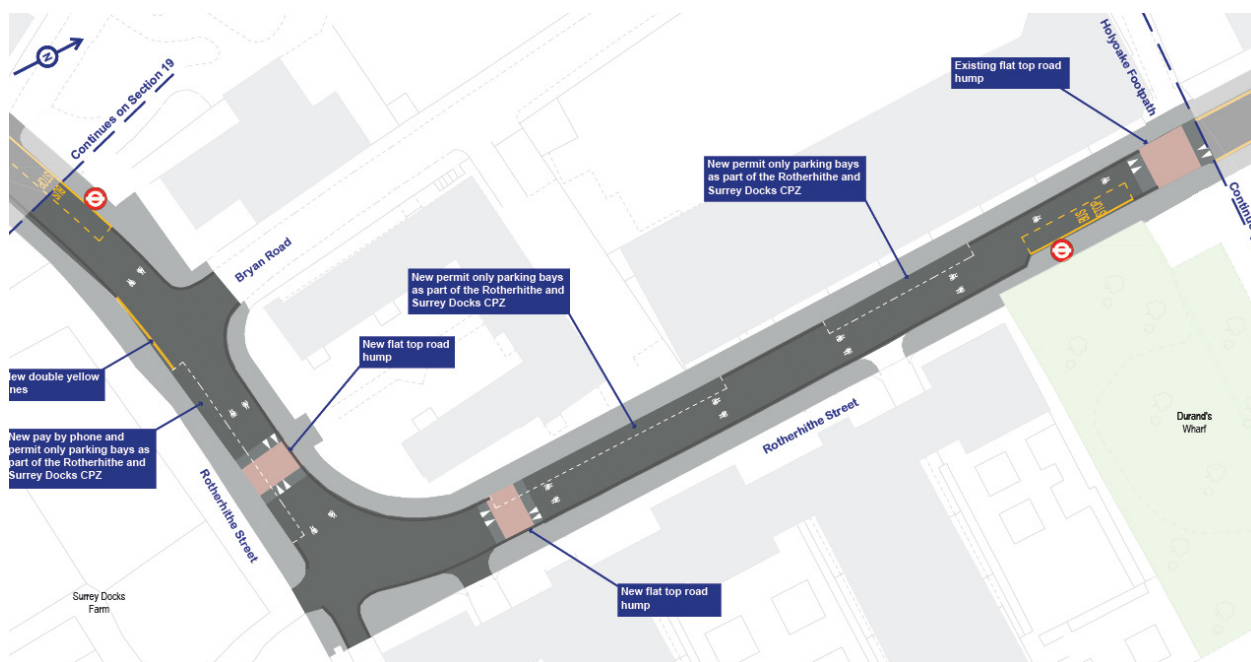 N
Continues on Section 19
BUS
STOP
Bryan Road
Holyoake Footpath
Existing flat top road
hump
New permit only parking bays
as part of the Rotherhithe and
Surrey Docks CPZ
BUS
STOP
Continue
New permit only parking bays
as part of the Rotherhithe and
Surrey Docks CPZ
New flat top road
hump
ew double yellow
nes
New pay by phone and
permit only parking bays as
part of the Rotherhithe and
Surrey Docks CPZ
Rotherhithe Street
Rotherhithe Street
Durand's
Wharf
New flat top road
hump
Surrey Docks
Farm